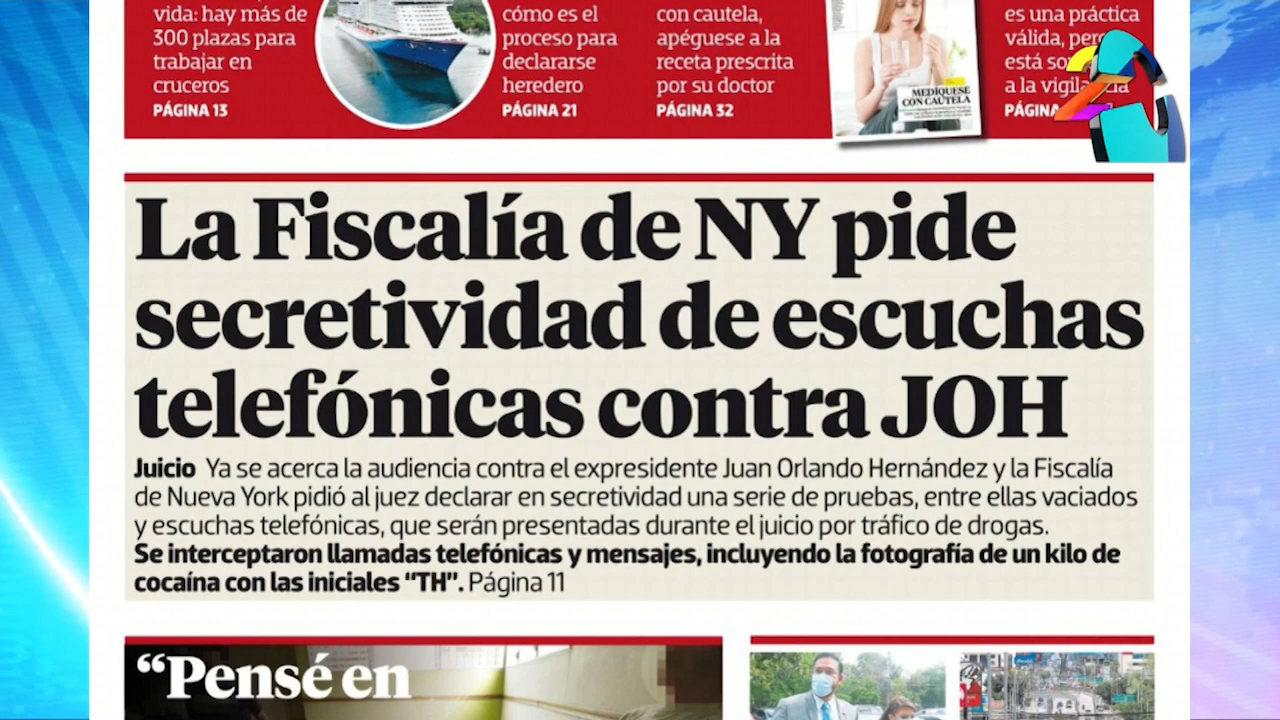 vida: hay más de
300 plazas para
trabajar en
cruceros
PÁGINA 13
cómo es el
proceso para
declararse
heredero
PÁGINA 21
con cautela,
apéguese a la
receta prescrita
por su doctor
PÁGINA 32
MEDÍQUESE
CON CAUTELA
es una práctica
válida,
está
a la
PÁGINA
La Fiscalía de NY pide
secretividad de escuchas
telefónicas contra JOH
Juicio Ya se acerca la audiencia contra el expresidente Juan Orlando Hernández y la Fiscalía
de Nueva York pidió al juez declarar en secretividad una serie de pruebas, entre ellas vaciados
y escuchas telefónicas, que serán presentadas durante el juicio por tráfico de drogas.
Se interceptaron llamadas telefónicas y mensajes, incluyendo la fotografía de un kilo de
cocaína con las iniciales “TH”. Página 11
“Pensé en